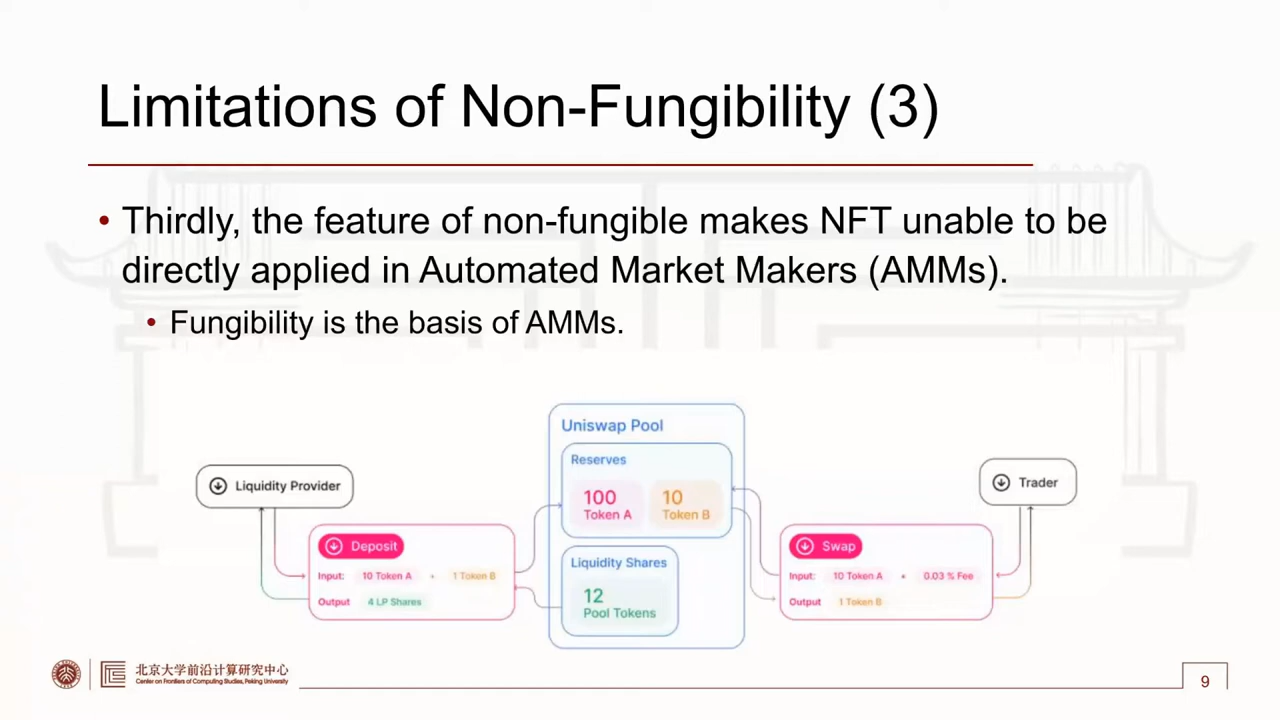 Limitations of Non-Fungibility (3)
• Thirdly, the feature of non-fungible makes NFT unable to be
directly applied in Automated Market Makers (AMMs).
• Fungibility is the basis of AMMs.
Liquidity Provider
Deposit
Input: 10 Token A + 1 Token B
Output 4 LP Shares
Uniswap Pool
Reserves
100
Token A
10
Token B
Liquidity Shares
12
Pool Tokens
Trader
Swap
Input: 10 Token A + 0.03 % Fee
Output 1 Token B
北京大学前沿计算研究中心
Center on Frontiers of Computing Studies, Peking University
9